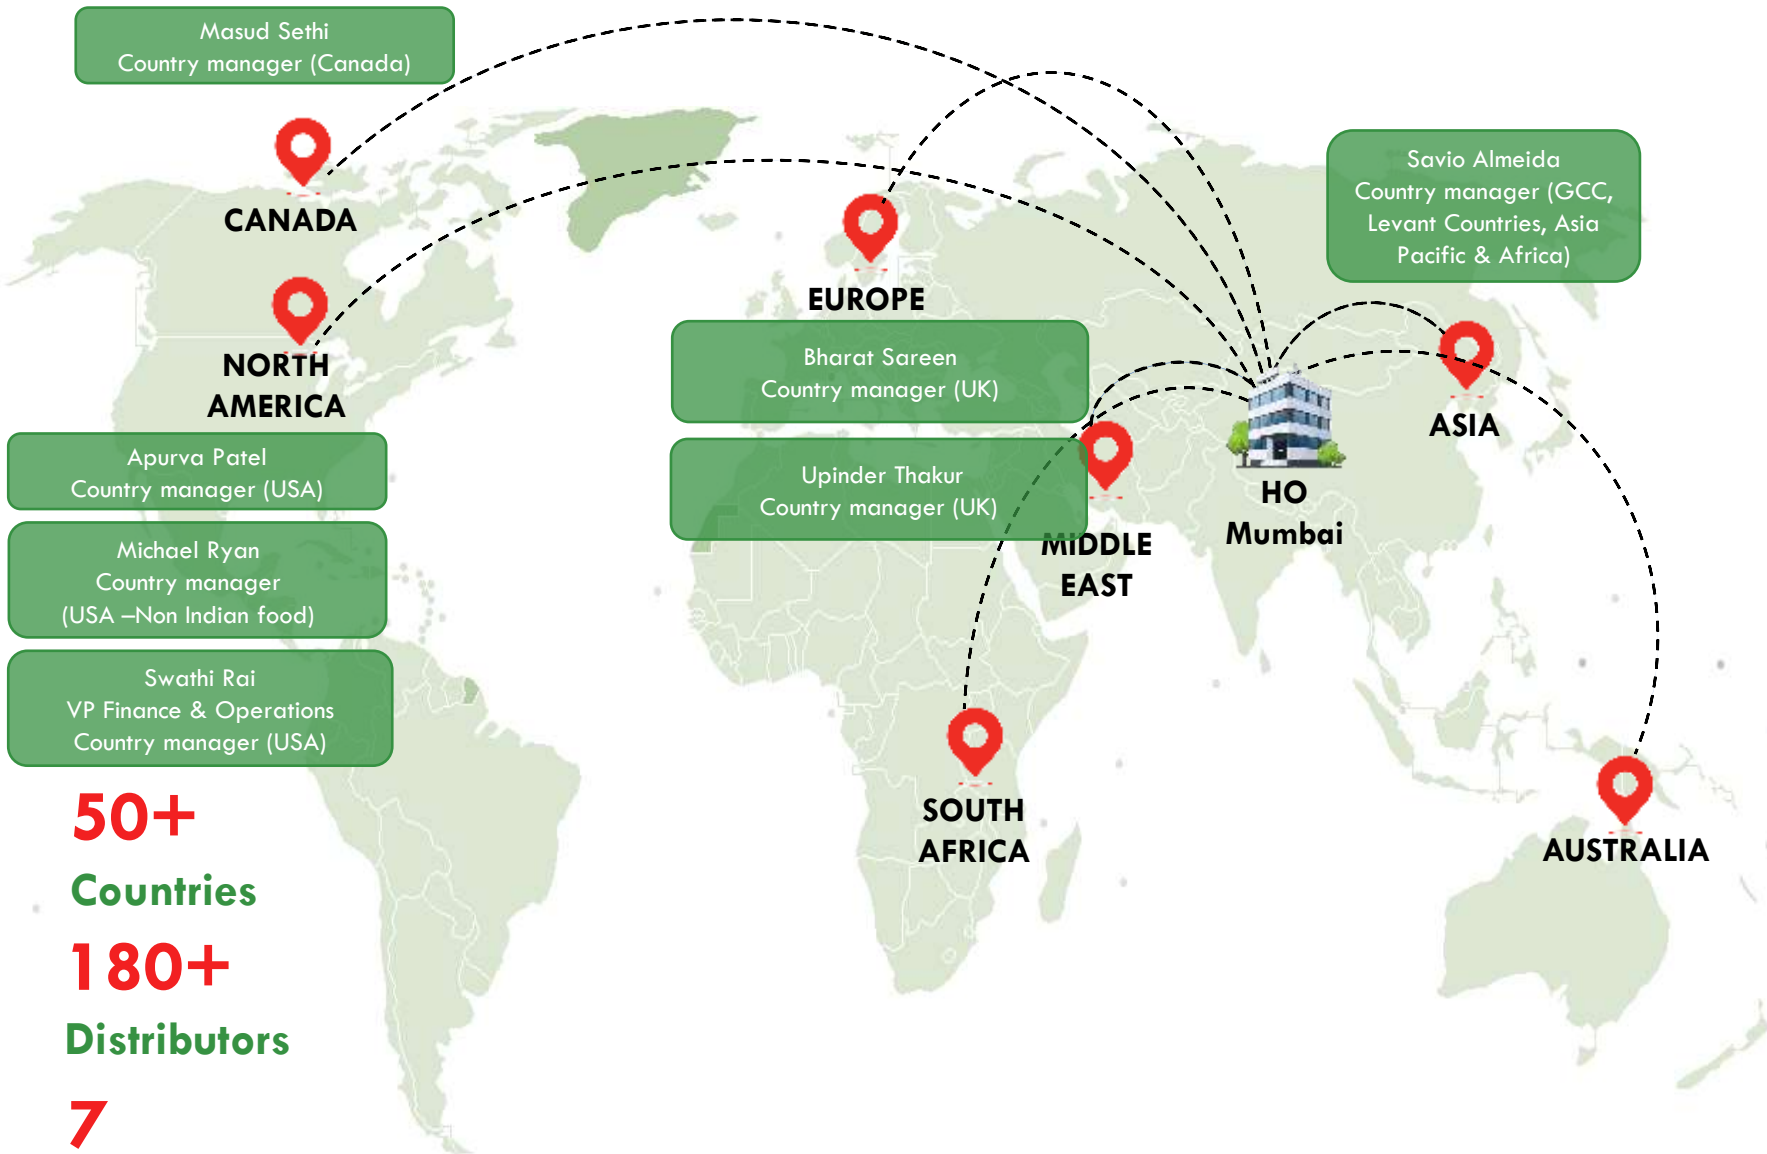 Masud Sethi
Country manager (Canada)
CANADA
NORTH
AMERICA
Apurva Patel
Country manager (USA)
Michael Ryan
Country manager
(USA –Non Indian food)
Swathi Rai
VP Finance & Operations
Country manager (USA)
50+
Countries
180+
Distributors
7
EUROPE
Bharat Sareen
Country manager (UK)
Upinder Thakur
Country manager (UK)
MIDDLE
EAST
SOUTH
AFRICA
HO
Mumbai
Savio Almeida
Country manager (GCC,
Levant Countries, Asia
Pacific & Africa)
ASIA
AUSTRALIA